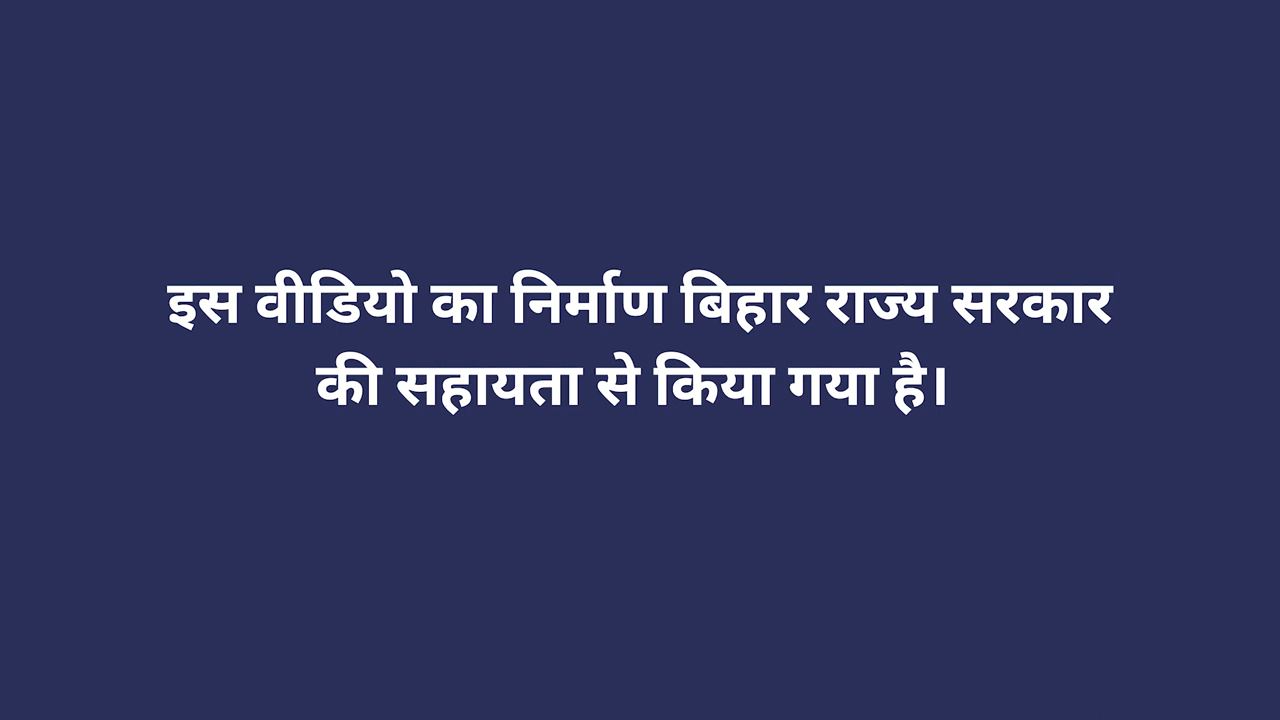 इस वीडियो का निर्माण बिहार राज्य सरकार
की सहायता से किया गया है।